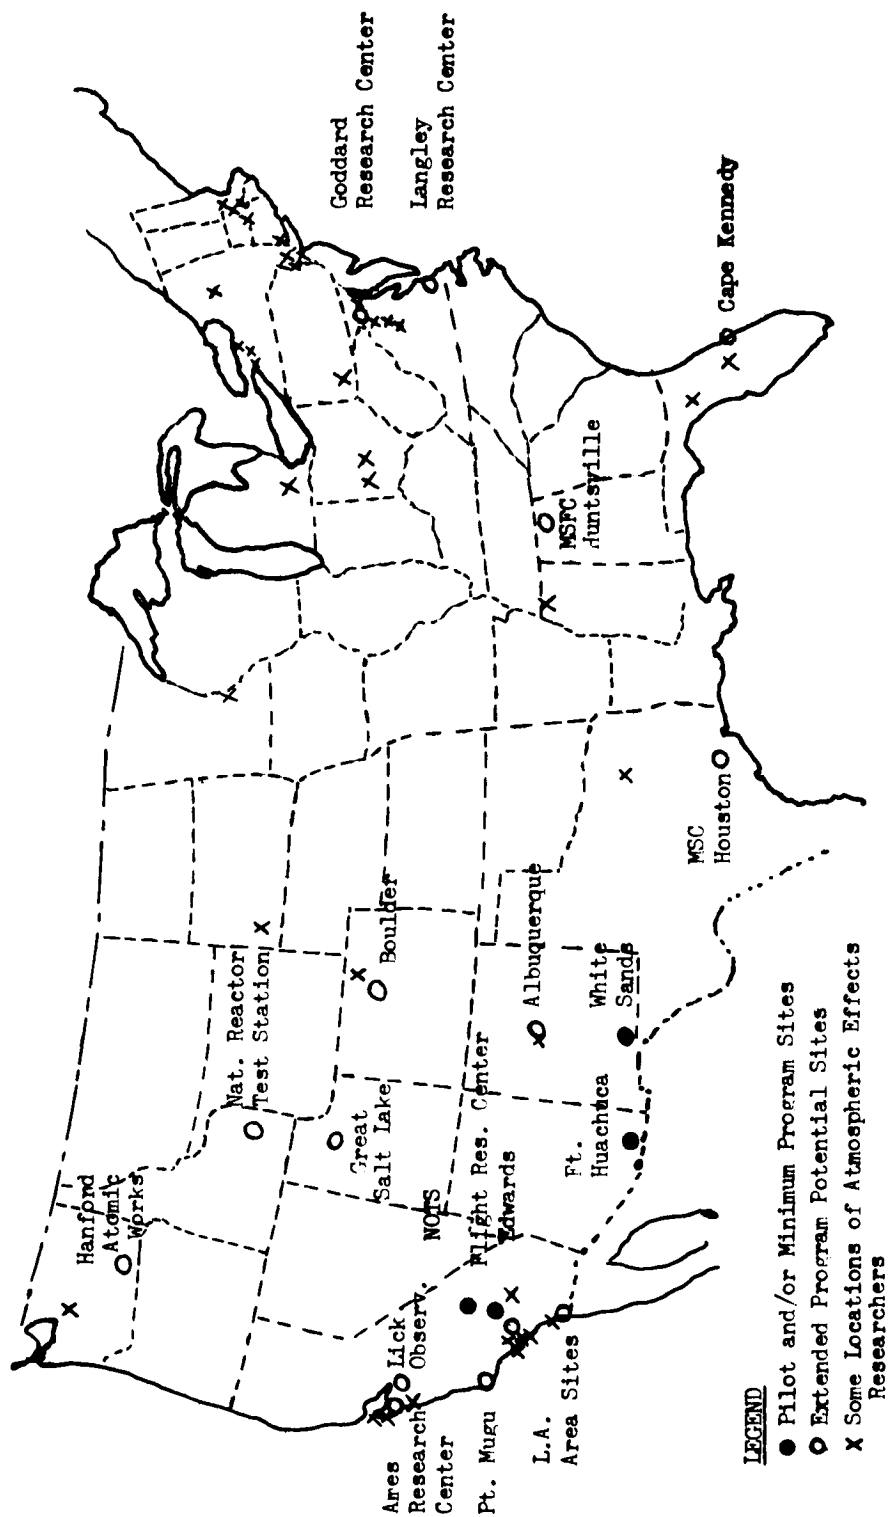 Goddard
Research Center
Langley
Research Center
Cape Kennedy
MSFC
Huntsville
MSC
Houston
Boulder
Albuquerque
White
Sands
Nat. Reactor
Test Station
Great
Salt Lake
Ft.
Huachuca
Hanford
Atomic
Works
NOTS
Flight Res. Center
Edwards
Lick
Observ.
Ames
Research
Center
Pt. Mugu
L.A.
Area Sites
LEGEND
● Pilot and/or Minimum Program Sites
O Extended Program Potential Sites
X Some Locations of Atmospheric Effects
Researchers